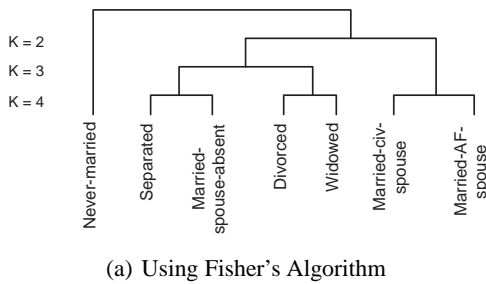 K = 2
K = 3
K = 4
Never-married
Separated
Married-
spouse-absent
Divorced
Widowed
Married-civ-
spouse
Married-AF-
spouse
(a) Using Fisher's Algorithm